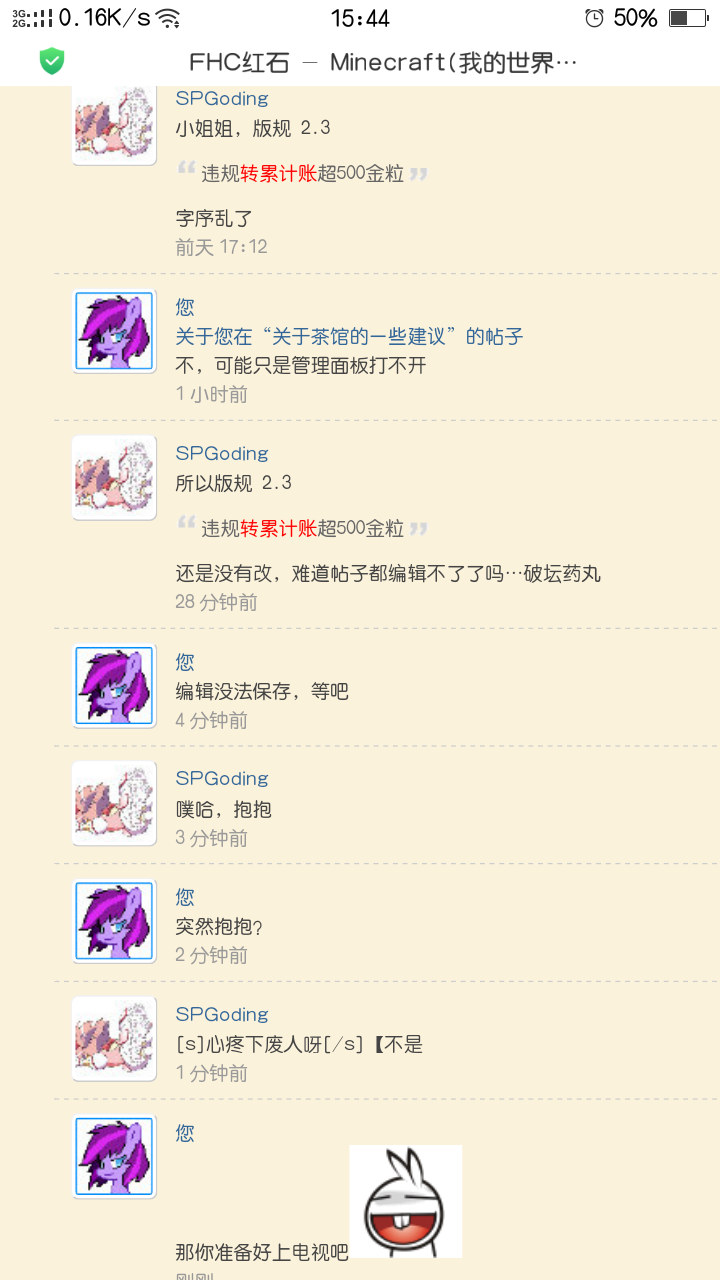 3G 2G 0.16K/s 15:44 50%
FHC红石 — Minecraft(我的世界…
SPGoding
小姐姐，版规 2.3
“ 违规转累计账超500金粒 ”
字序乱了
前天 17:12
您
关于您在“关于茶馆的一些建议”的帖子
不，可能只是管理面板打不开
1 小时前
SPGoding
所以版规 2.3
“ 违规转累计账超500金粒 ”
还是没有改，难道帖子都编辑不了了吗…破坛药丸
28 分钟前
您
编辑没法保存，等吧
4 分钟前
SPGoding
噗哈，抱抱
3 分钟前
您
突然抱抱？
2 分钟前
SPGoding
[s]心疼下废人呀[/s]【不是
1 分钟前
您
那你准备好上电视吧
刚刚